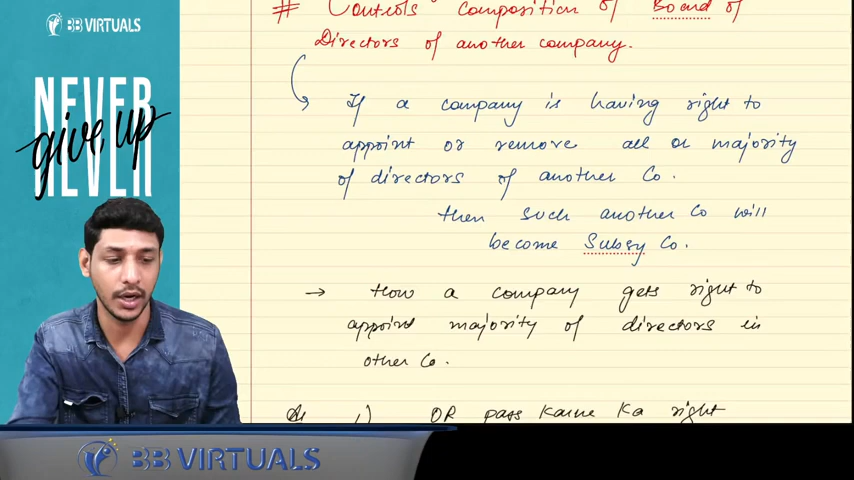 BB VIRTUALS
NEVER
give up
NEVER
# Controls composition of Board of
Directors of another company.
If a company is having right to
appoint or remove all or majority
of directors of another Co.
then such another Co will
become Subsy Co.
→ How a company gets right to
appoint majority of directors in
other Co.
1) OR pass karne ka right
BB VIRTUALS